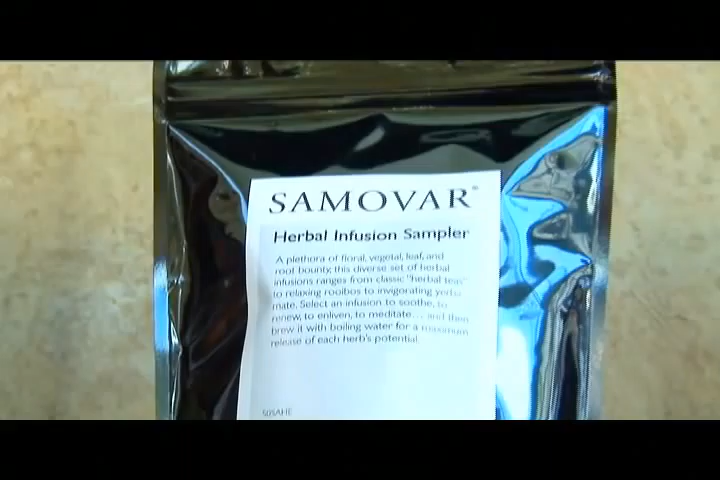 SAMOVAR®
Herbal Infusion Sampler
A plethora of floral, vegetal, leaf, and
root bounty, this diverse set of herbal
infusions ranges from classic "herbal teas"
to relaxing rooibos to invigorating yerba
mate. Select an infusion to soothe, to
renew, to enliven, to meditate... and then
brew it with boiling water for a maximum
release of each herb's potential.
SOSAHE